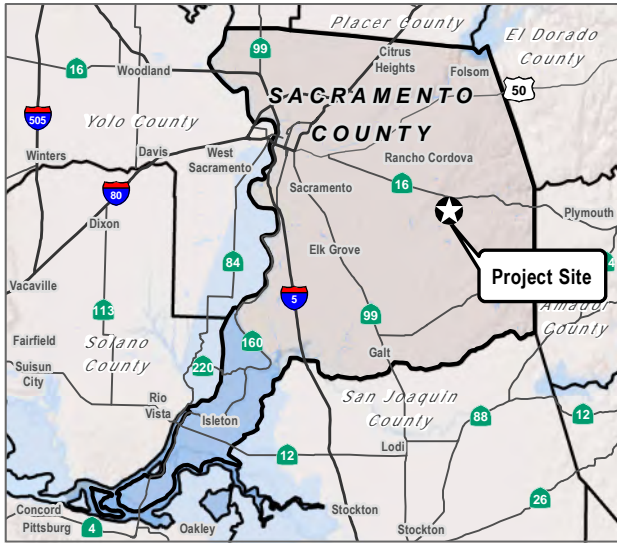 Placer County
El Dorado
County
99
Citrus
Heights
Folsom
16
Woodland
50
SACRAMENTO
COUNTY
505
Yolo County
Winters
Davis
West
Sacramento
Rancho Cordova
80
Sacramento
16
Dixon
Plymouth
Elk Grove
84
Project Site
4
Vacaville
5
113
99
Amador
County
Fairfield
Solano
County
160
Galt
Suisun
City
220
San Joaquin
County
Rio
Vista
Isleton
88
12
12
Lodi
26
Concord
Pittsburg
4
Oakley
Stockton
Stockton